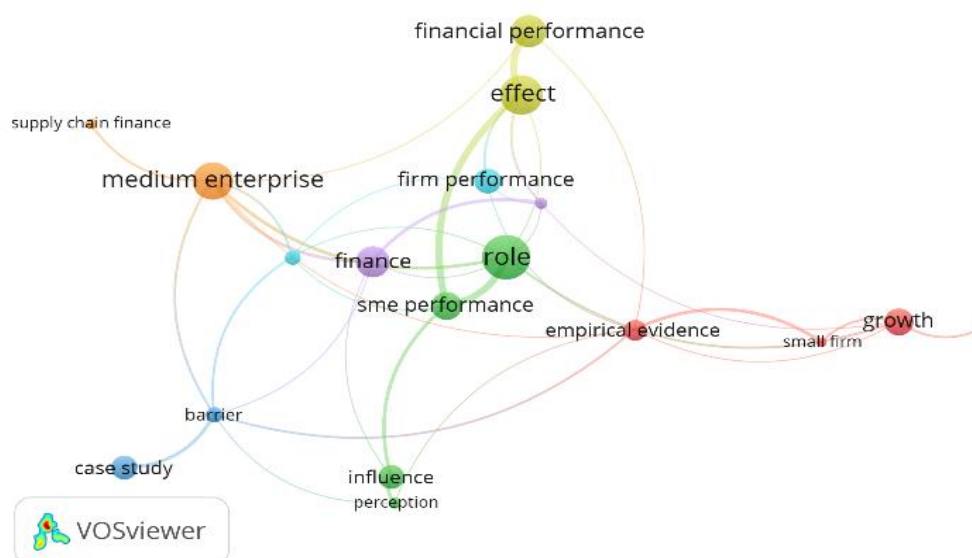 financial performance
effect
supply chain finance
medium enterprise
firm performance
finance
role
sme performance
empirical evidence
growth
small firm
barrier
case study
influence
perception
VOSviewer